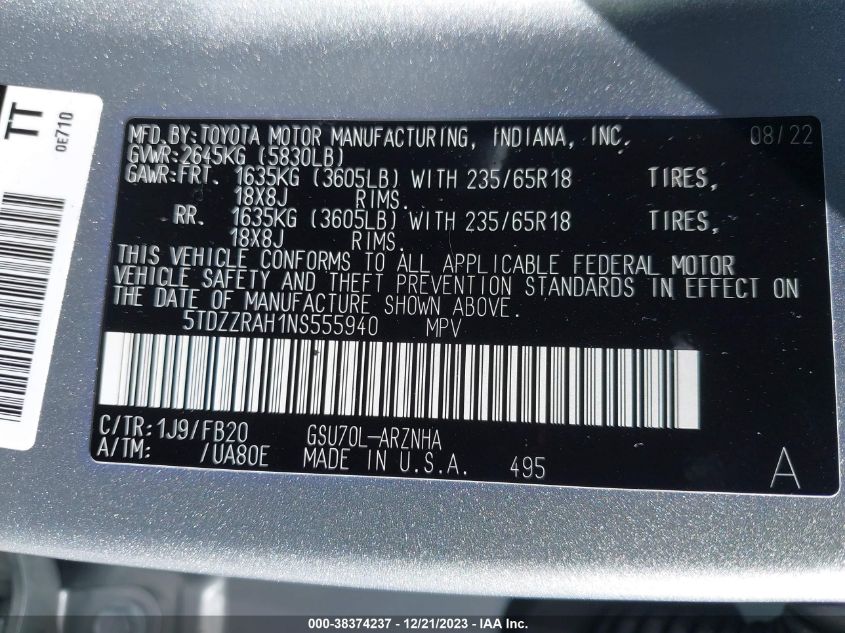 TT
0E710
MFD.BY:TOYOTA MOTOR MANUFACTURING, INDIANA, INC. 08/22
GVWR:2645KG (5830LB)
GAWR:FRT. 1635KG (3605LB) WITH 235/65R18 TIRES,
18X8J RIMS.
RR. 1635KG (3605LB) WITH 235/65R18 TIRES,
18X8J RIMS.
THIS VEHICLE CONFORMS TO ALL APPLICABLE FEDERAL MOTOR
VEHICLE SAFETY AND THEFT PREVENTION STANDARDS IN EFFECT ON
THE DATE OF MANUFACTURE SHOWN ABOVE.
5TDZZRAH1NS555940 MPV
C/TR:1J9/FB20 GSU70L-ARZNHA
A/TM: /UA80E MADE IN U.S.A. 495 A
000-38374237 - 12/21/2023 - IAA Inc.